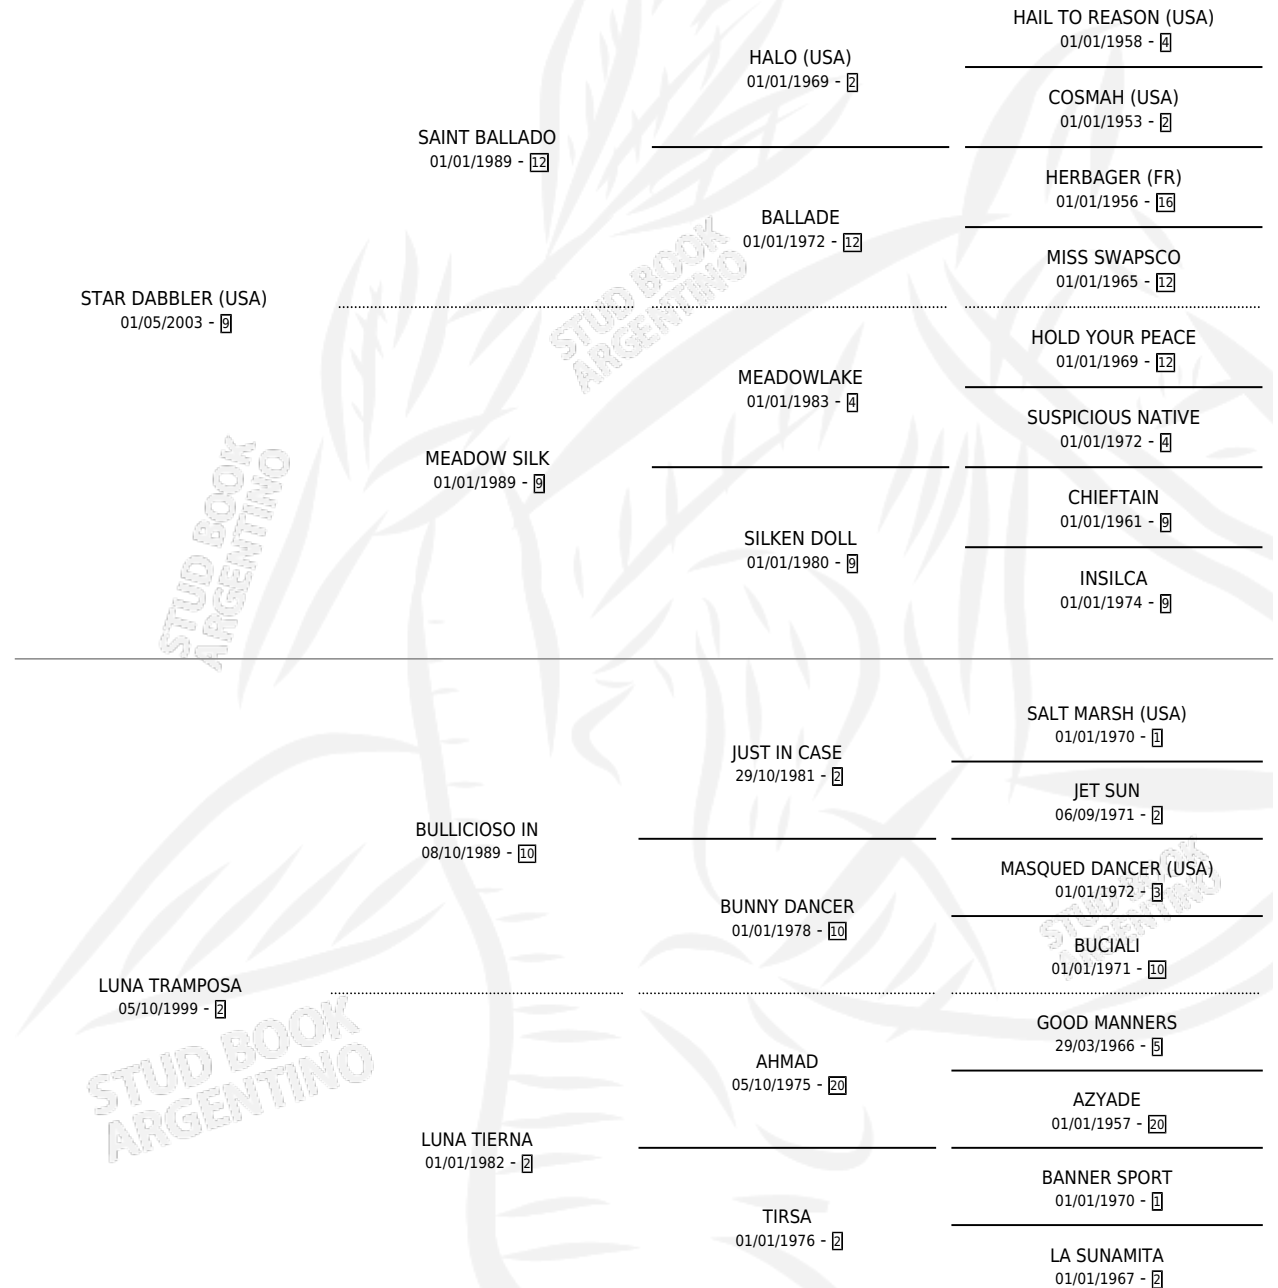 HAIL TO REASON (USA)
01/01/1958 - 4
HALO (USA)
01/01/1969 - 2
COSMAH (USA)
01/01/1953 - 2
SAINT BALLADO
01/01/1989 - 12
HERBAGER (FR)
01/01/1956 - 16
BALLADE
01/01/1972 - 12
MISS SWAPSCO
01/01/1965 - 12
STAR DABBLER (USA)
01/05/2003 - 9
HOLD YOUR PEACE
01/01/1969 - 12
MEADOWLAKE
01/01/1983 - 4
SUSPICIOUS NATIVE
01/01/1972 - 4
MEADOW SILK
01/01/1989 - 9
CHIEFTAIN
01/01/1961 - 9
SILKEN DOLL
01/01/1980 - 9
INSILCA
01/01/1974 - 9
SALT MARSH (USA)
01/01/1970 - 1
JUST IN CASE
29/10/1981 - 2
JET SUN
06/09/1971 - 2
BULLICIOSO IN
08/10/1989 - 10
MASQUED DANCER (USA)
01/01/1972 - 3
BUNNY DANCER
01/01/1978 - 10
BUCIALI
01/01/1971 - 10
LUNA TRAMPOSA
05/10/1999 - 2
GOOD MANNERS
29/03/1966 - 5
AHMAD
05/10/1975 - 20
AZYADE
01/01/1957 - 20
LUNA TIERNA
01/01/1982 - 2
BANNER SPORT
01/01/1970 - 1
TIRSA
01/01/1976 - 2
LA SUNAMITA
01/01/1967 - 2
STUD BOOK
ARGENTINO
STUD BOOK
ARGENTINO
STUD BOOK
ARGENTINO
STUD BOOK
ARGENTINO